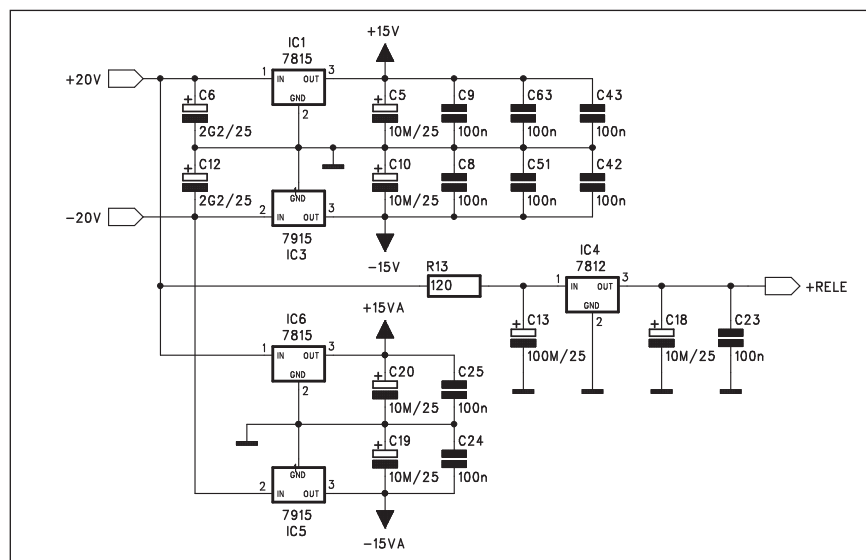 +15V
IC1
7815
+20V
1
IN
OUT
3
GND
2
C6
2G2/25
C5
10M/25
C9
100n
C63
100n
C43
100n
C12
2G2/25
C10
10M/25
C8
100n
C51
100n
C42
100n
1
GND
-20V
2
IN
OUT
3
7915
IC3
-15V
R13
120
IC4
7812
1
IN
OUT
3
GND
2
+RELE
C13
100M/25
C18
10M/25
C23
100n
+15VA
IC6
7815
1
IN
OUT
3
GND
2
C20
10M/25
C25
100n
C19
10M/25
C24
100n
1
GND
2
IN
OUT
3
7915
IC5
-15VA